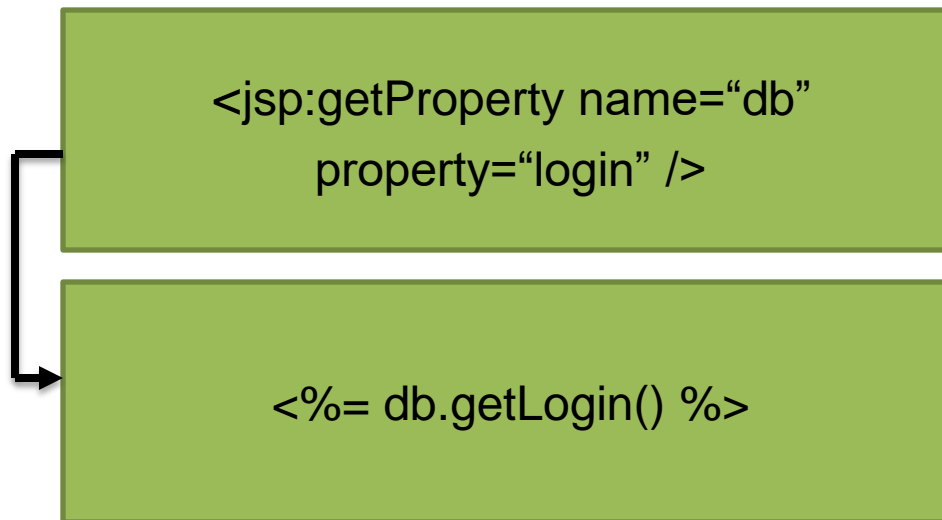 <jsp:getProperty name=“db”
property=“login” />
<%= db.getLogin() %>